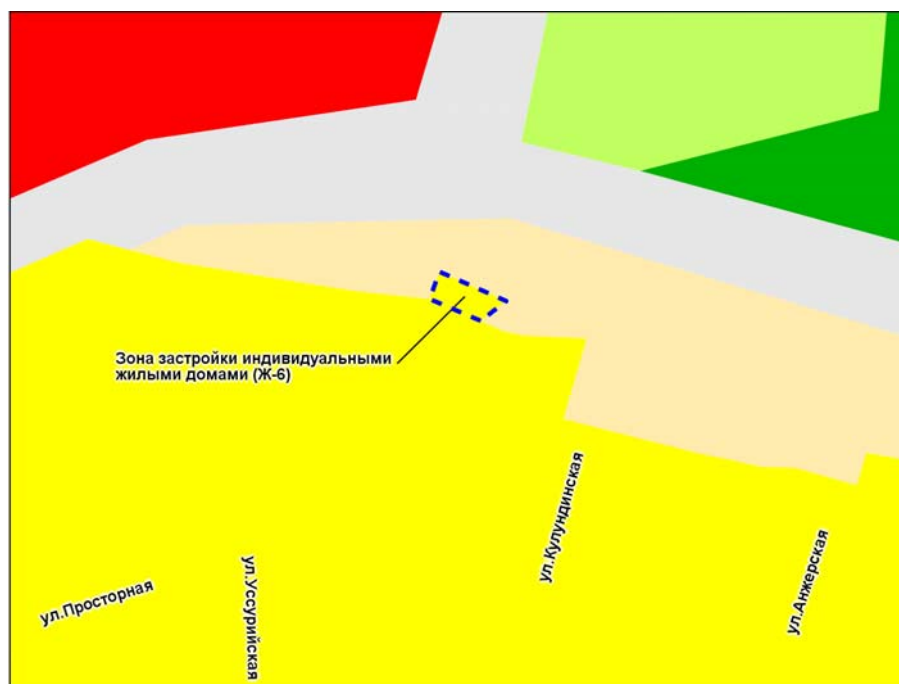 Зона застройки индивидуальными
жилыми домами (Ж-6)
ул.Кулундинская
ул.Анжерская
ул.Просторная
ул.Уссурийская